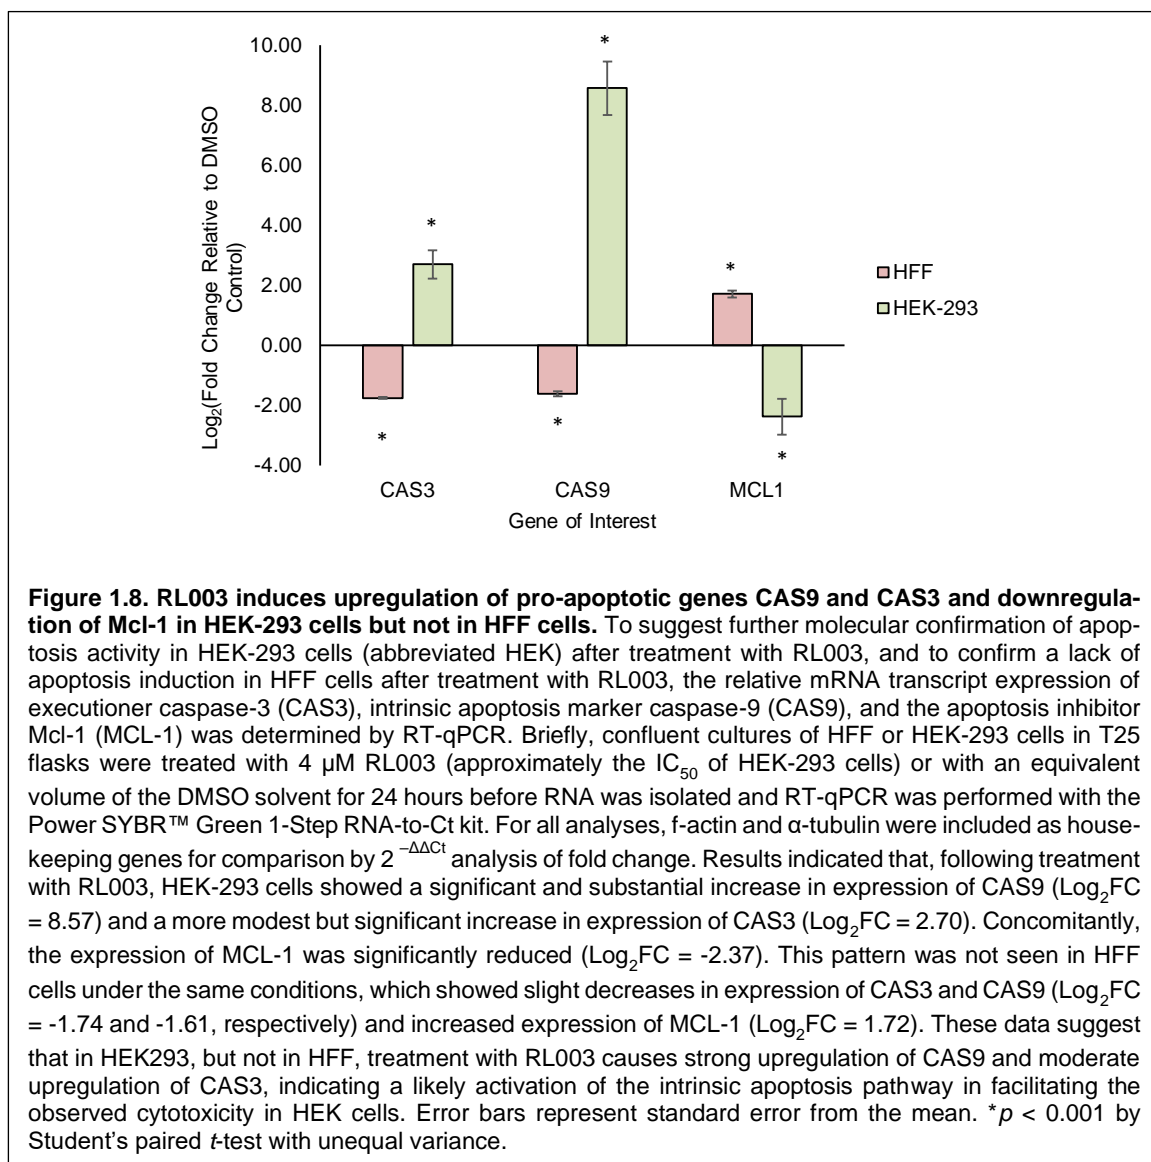 10.00
8.00
6.00
4.00
2.00
0.00
-2.00
-4.00
Log₂(Fold Change Relative to DMSO
Control)
*
*
*
*
*
*
HFF
HEK-293
CAS3 CAS9 MCL1
Gene of Interest
Figure 1.8. RL003 induces upregulation of pro-apoptotic genes CAS9 and CAS3 and downregula-
tion of Mcl-1 in HEK-293 cells but not in HFF cells. To suggest further molecular confirmation of apop-
tosis activity in HEK-293 cells (abbreviated HEK) after treatment with RL003, and to confirm a lack of
apoptosis induction in HFF cells after treatment with RL003, the relative mRNA transcript expression of
executioner caspase-3 (CAS3), intrinsic apoptosis marker caspase-9 (CAS9), and the apoptosis inhibitor
Mcl-1 (MCL-1) was determined by RT-qPCR. Briefly, confluent cultures of HFF or HEK-293 cells in T25
flasks were treated with 4 µM RL003 (approximately the IC₅₀ of HEK-293 cells) or with an equivalent
volume of the DMSO solvent for 24 hours before RNA was isolated and RT-qPCR was performed with the
Power SYBR™ Green 1-Step RNA-to-Ct kit. For all analyses, f-actin and α-tubulin were included as house-
keeping genes for comparison by 2 ⁻ΔΔCt analysis of fold change. Results indicated that, following treatment
with RL003, HEK-293 cells showed a significant and substantial increase in expression of CAS9 (Log₂FC
= 8.57) and a more modest but significant increase in expression of CAS3 (Log₂FC = 2.70). Concomitantly,
the expression of MCL-1 was significantly reduced (Log₂FC = -2.37). This pattern was not seen in HFF
cells under the same conditions, which showed slight decreases in expression of CAS3 and CAS9 (Log₂FC
= -1.74 and -1.61, respectively) and increased expression of MCL-1 (Log₂FC = 1.72). These data suggest
that in HEK293, but not in HFF, treatment with RL003 causes strong upregulation of CAS9 and moderate
upregulation of CAS3, indicating a likely activation of the intrinsic apoptosis pathway in facilitating the
observed cytotoxicity in HEK cells. Error bars represent standard error from the mean. *p < 0.001 by
Student’s paired t-test with unequal variance.